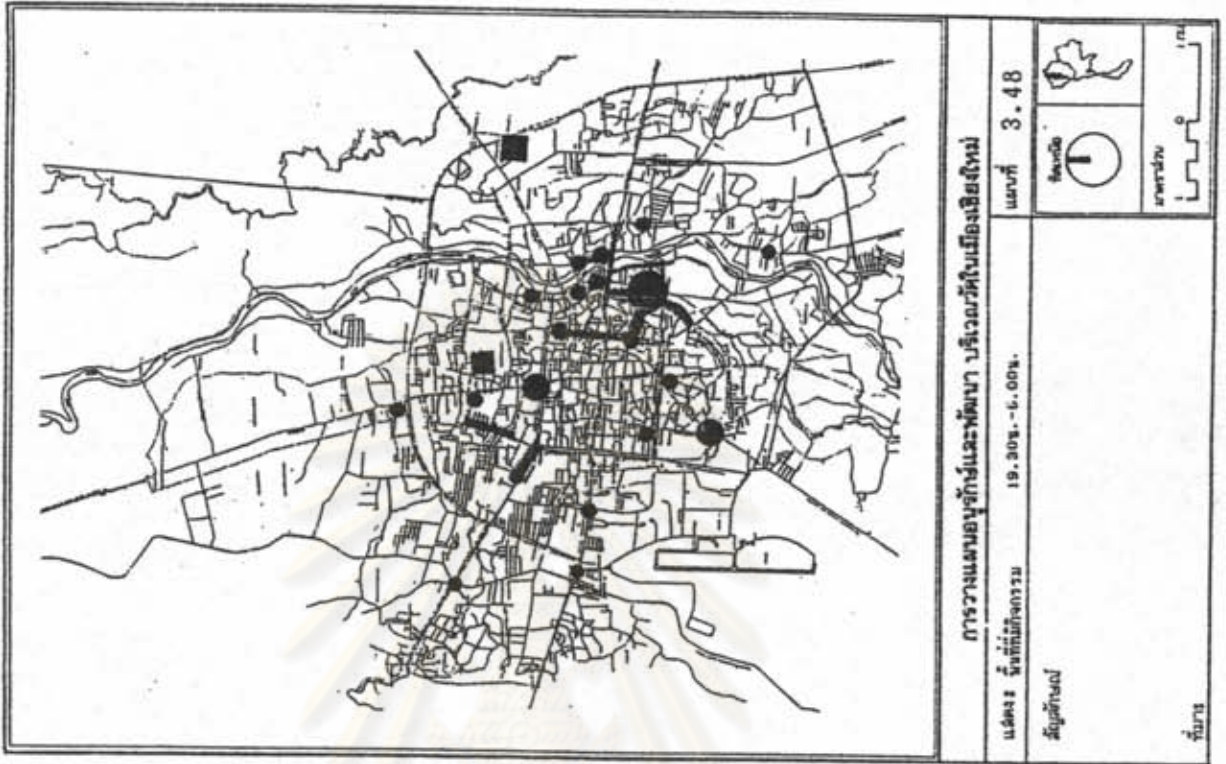 การวางแผนอนุรักษ์และพัฒนา บริเวณวัดในเมืองเชียงใหม่
แสดง : พื้นที่ที่มีกิจกรรม 19.30น.-6.00น.
แผนที่ 3.48
สัญลักษณ์
ทิศเหนือ
มาตราส่วน
0
ที่มา: